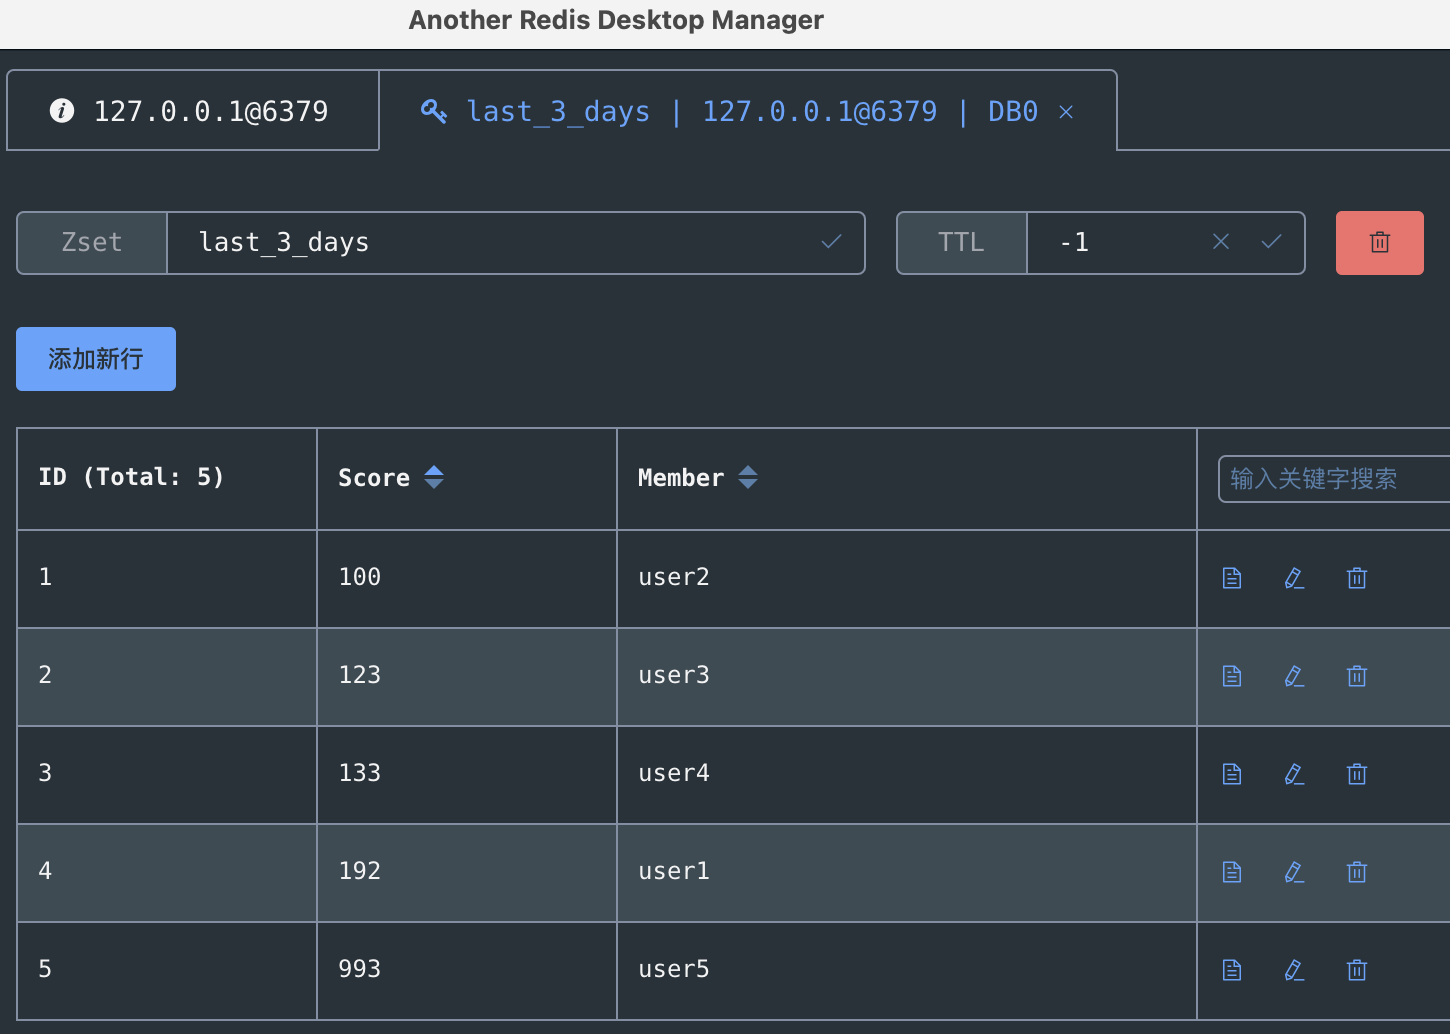 Another Redis Desktop Manager
127.0.0.1@6379 last_3_days | 127.0.0.1@6379 | DB0
Zset last_3_days TTL -1
添加新行
ID (Total: 5) Score Member 输入关键字搜索
1 100 user2
2 123 user3
3 133 user4
4 192 user1
5 993 user5